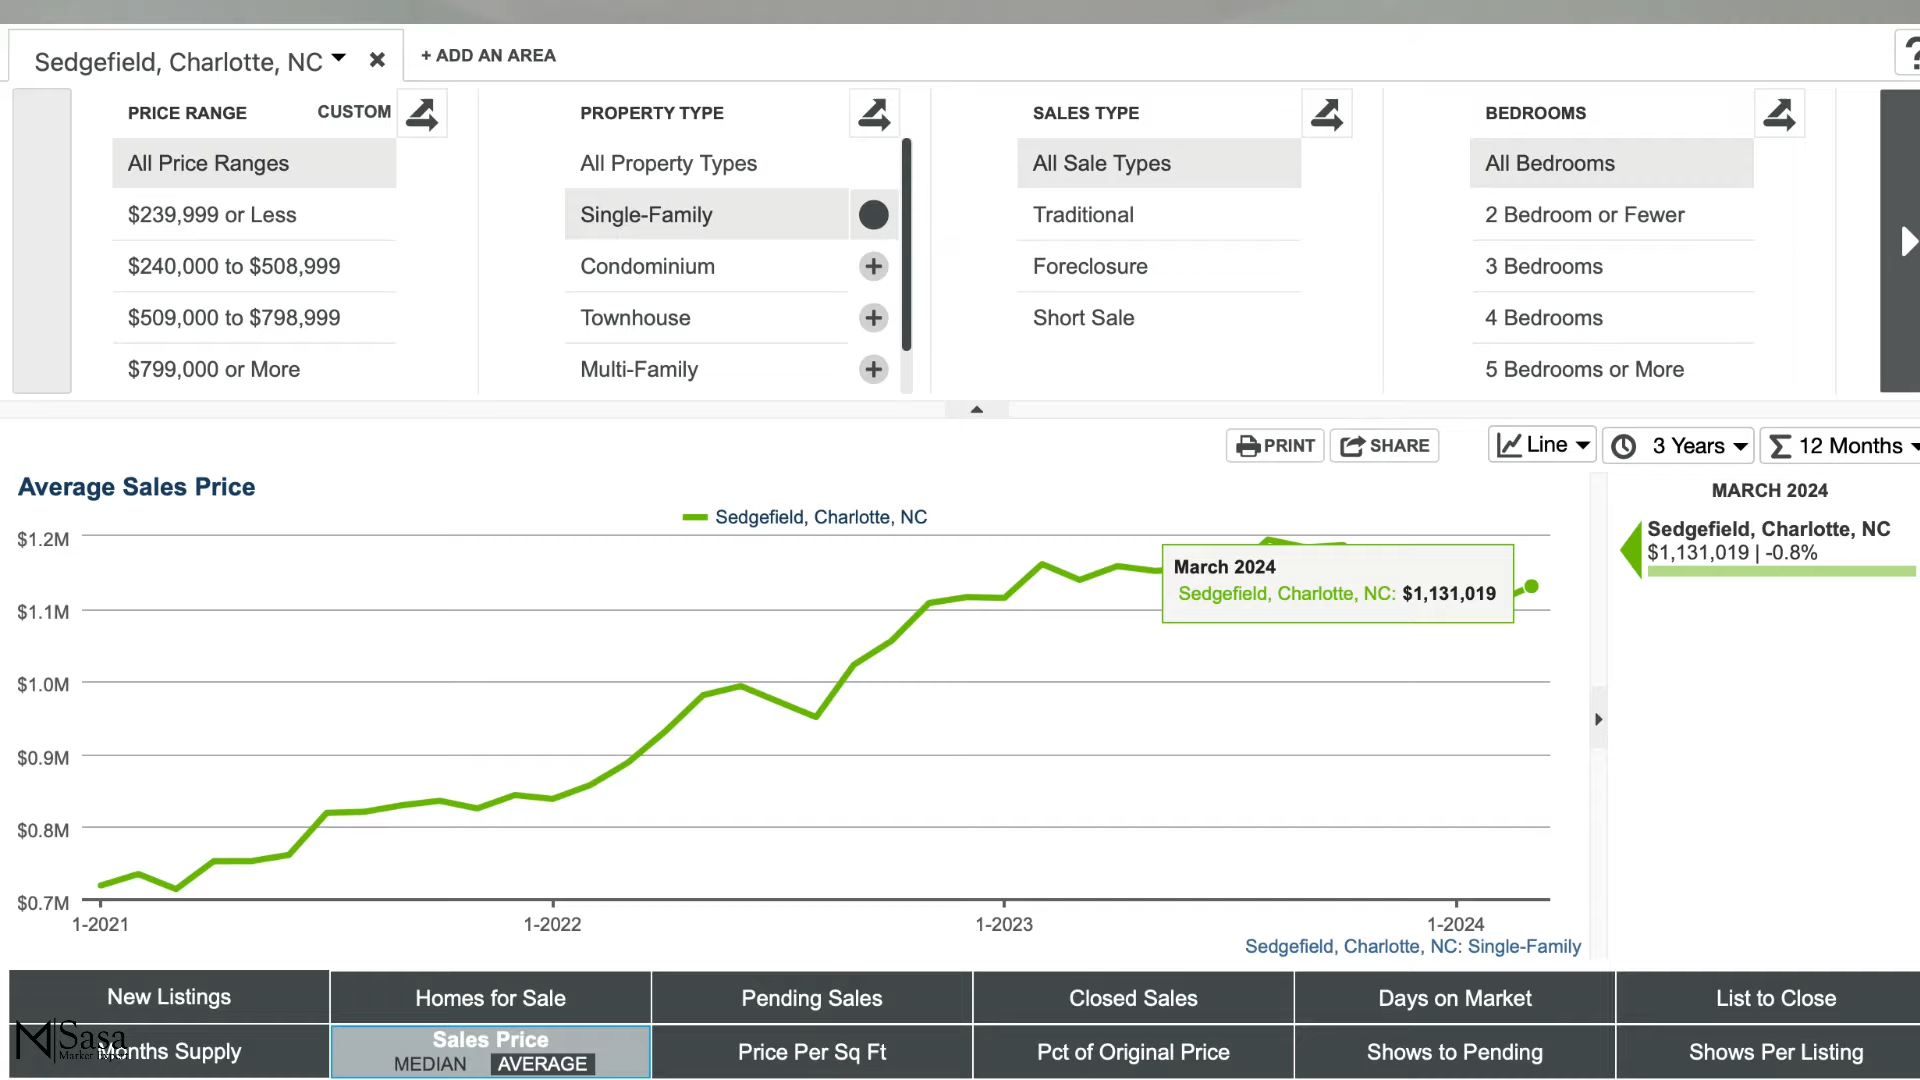 Sedgefield, Charlotte, NC
+ ADD AN AREA
?
PRICE RANGE CUSTOM
All Price Ranges
$239,999 or Less
$240,000 to $508,999
$509,000 to $798,999
$799,000 or More
PROPERTY TYPE
All Property Types
Single-Family
Condominium
Townhouse
Multi-Family
SALES TYPE
All Sale Types
Traditional
Foreclosure
Short Sale
BEDROOMS
All Bedrooms
2 Bedroom or Fewer
3 Bedrooms
4 Bedrooms
5 Bedrooms or More
PRINT
SHARE
Line
3 Years
12 Months
Average Sales Price
Sedgefield, Charlotte, NC
$1.2M
$1.1M
$1.0M
$0.9M
$0.8M
$0.7M
March 2024
Sedgefield, Charlotte, NC: $1,131,019
1-2021
1-2022
1-2023
1-2024
Sedgefield, Charlotte, NC: Single-Family
MARCH 2024
Sedgefield, Charlotte, NC
$1,131,019 | -0.8%
New Listings
Homes for Sale
Pending Sales
Closed Sales
Days on Market
List to Close
Months Supply
Sales Price
MEDIAN AVERAGE
Price Per Sq Ft
Pct of Original Price
Shows to Pending
Shows Per Listing
Sasa
Market